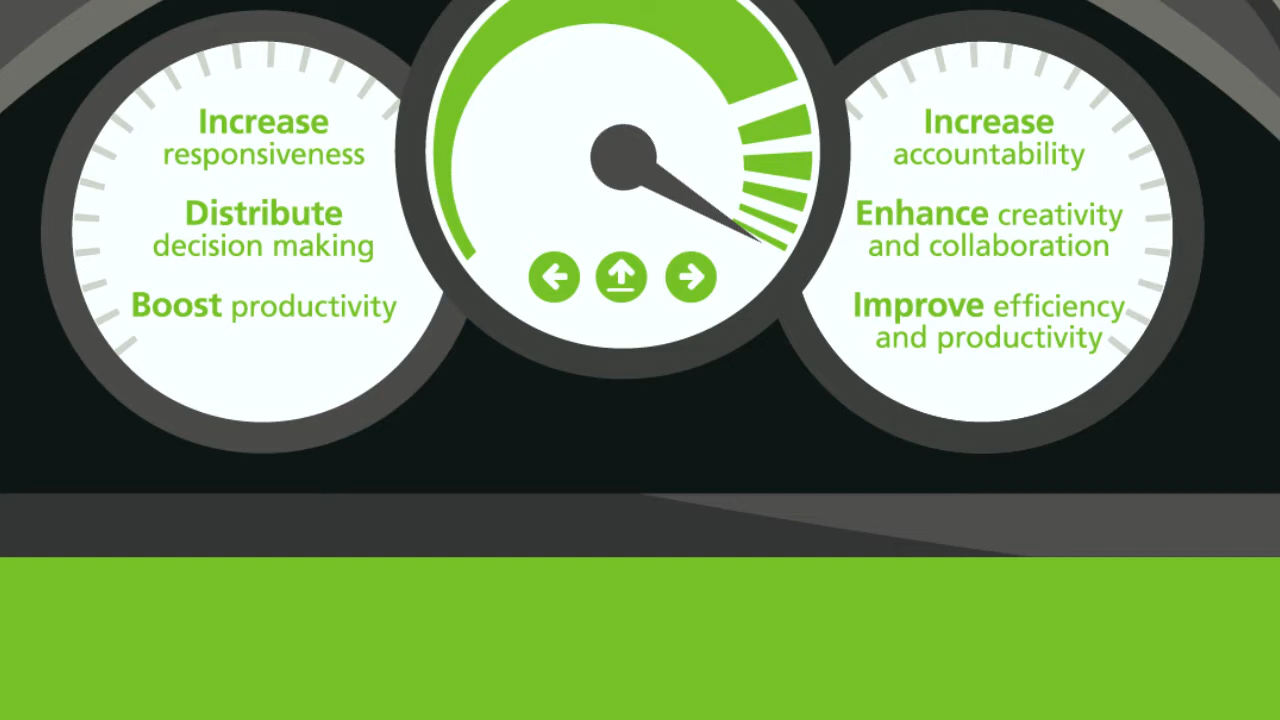 Increase
responsiveness
Distribute
decision making
Boost productivity
Increase
accountability
Enhance creativity
and collaboration
Improve efficiency
and productivity